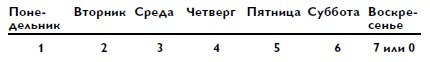 Поне- Вторник Среда Четверг Пятница Суббота Воскре-
дельник сенье
1 2 3 4 5 6 7 или 0